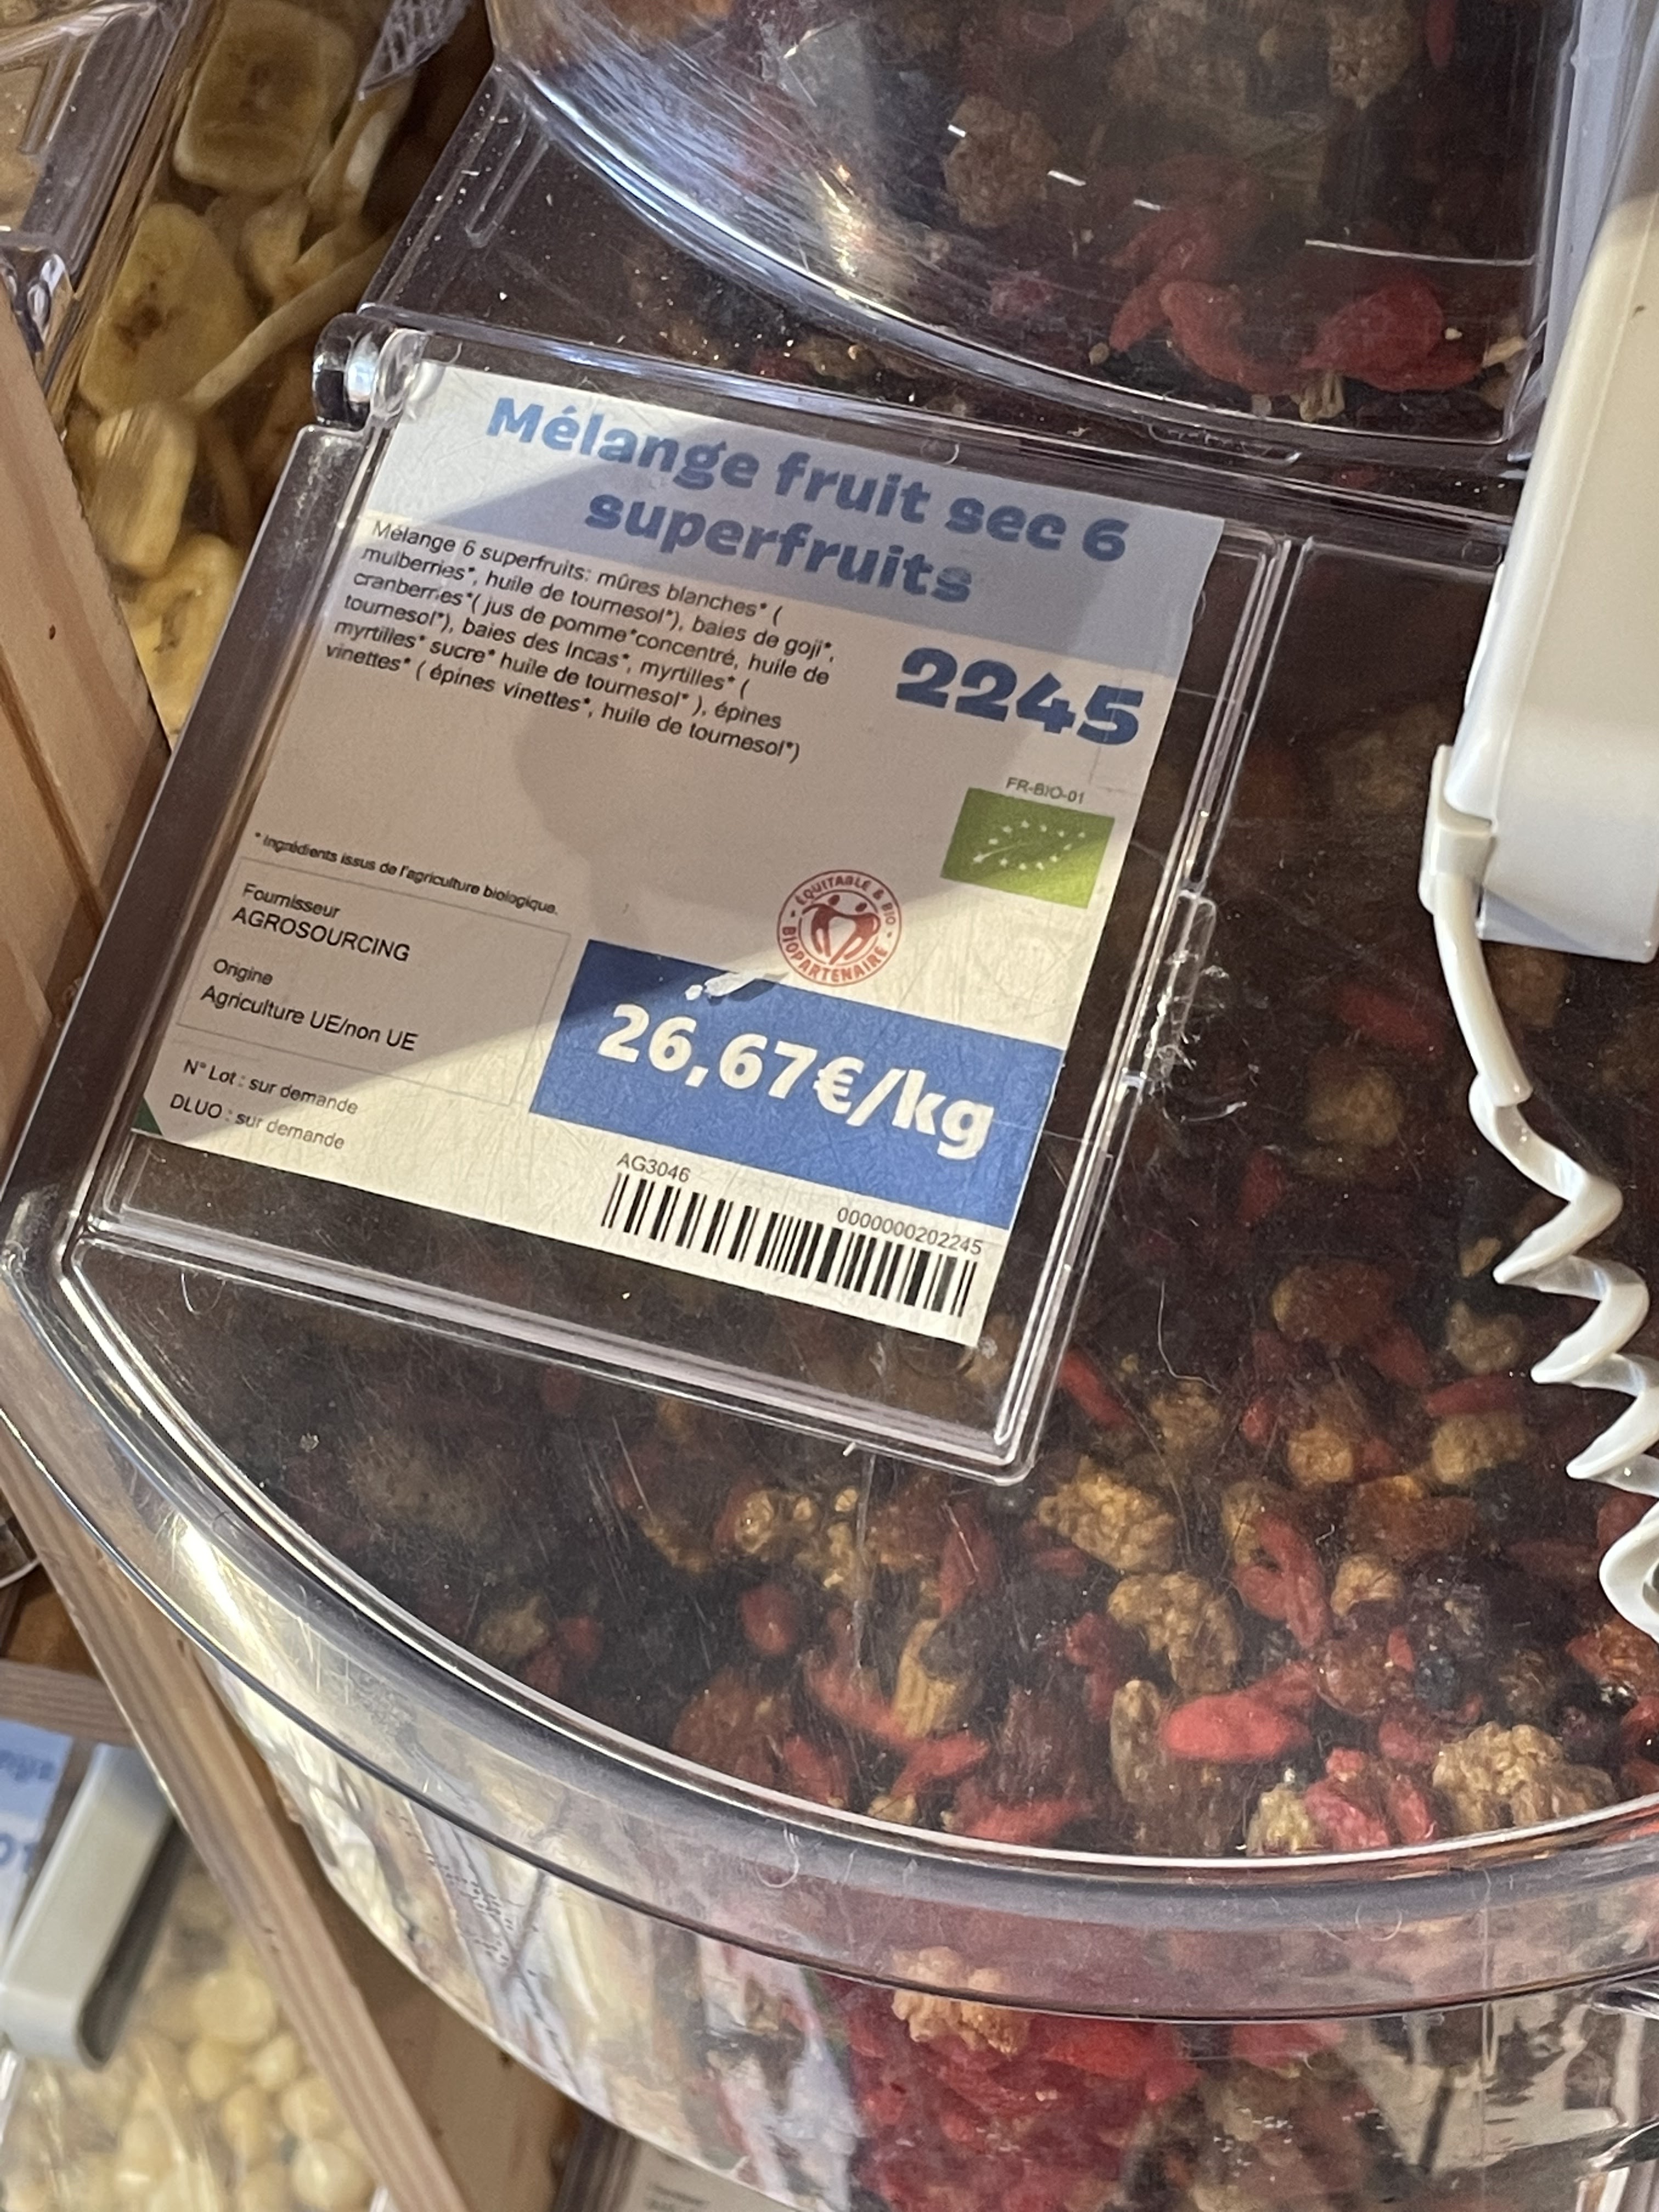 Mélange fruit sec 6
superfruits
Mélange 6 superfruits: mûres blanches* (
mulberries*, huile de tournesol*), baies de goji*,
cranberries*( jus de pomme*concentré, huile de
tournesol*), baies des Incas*, myrtilles* (
myrtilles* sucre* huile de tournesol* ), épines
vinettes* ( épines vinettes*, huile de tournesol*)
2245
FR-BIO-01
* Ingrédients issus de l'agriculture biologique.
ÉQUITABLE & BIO
BIOPARTENAIRE
Fournisseur
AGROSOURCING
Origine
Agriculture UE/non UE
26,67€/kg
N° Lot : sur demande
DLUO : sur demande
AG3046
0000000202245